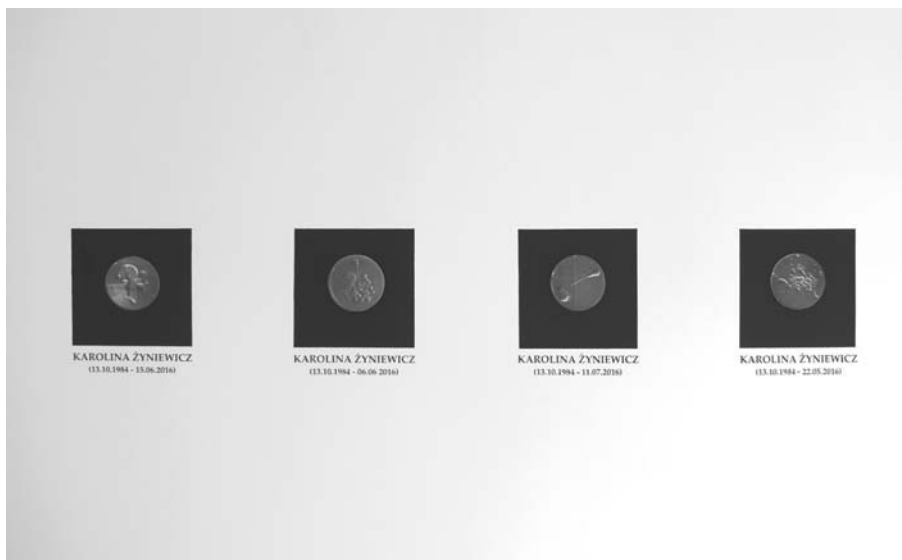 KAROLINA ŻYNIEWICZ
(13.10.1984 - 15.06.2016)
KAROLINA ŻYNIEWICZ
(13.10.1984 - 06.06 2016)
KAROLINA ŻYNIEWICZ
(13.10.1984 - 11.07.2016)
KAROLINA ŻYNIEWICZ
(13.10.1984 - 22.05.2016)